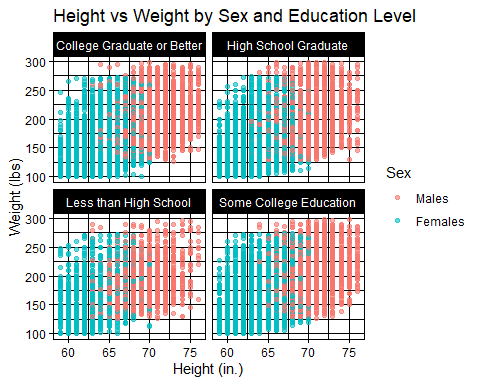 Height vs Weight by Sex and Education Level
College Graduate or Better
High School Graduate
300
250
200
150
100
Less than High School
Some College Education
300
250
200
150
100
Weight (lbs)
60 65 70 75 60 65 70 75
Height (in.)
Sex
Males
Females